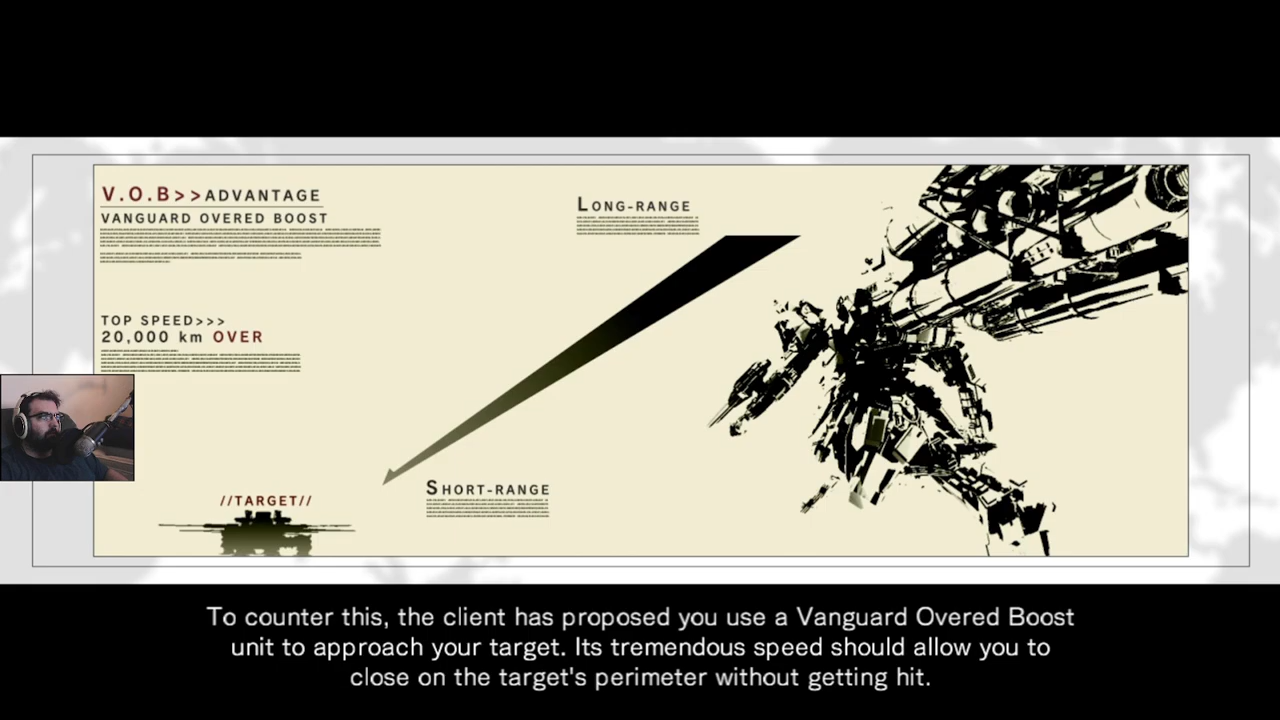 V.O.B>>ADVANTAGE
VANGUARD OVERED BOOST
LONG-RANGE
TOP SPEED>>>
20,000 km OVER
//TARGET//
SHORT-RANGE
To counter this, the client has proposed you use a Vanguard Overed Boost
unit to approach your target. Its tremendous speed should allow you to
close on the target's perimeter without getting hit.